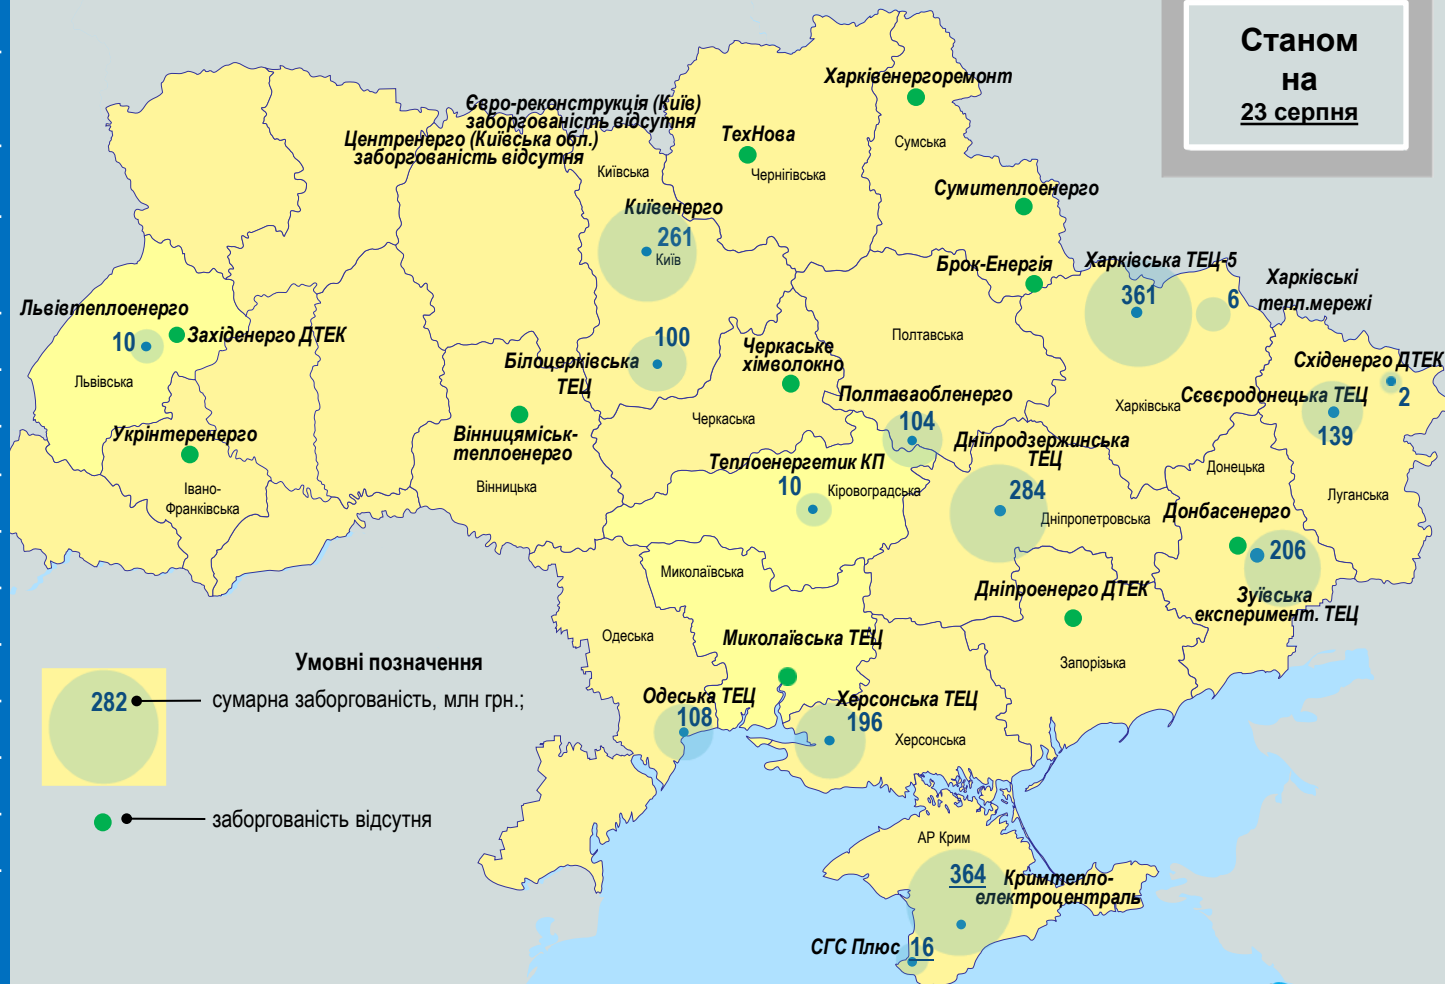 Станом
на
23 серпня
Харківенергоремонт
Сумська
Євро-реконструкція (Київ)
заборгованість відсутня
Центренерго (Київська обл.)
заборгованість відсутня
ТехНова
Чернігівська
Київська
Сумитеплоенерго
Київенерго
261
Київ
Брок-Енергія
Харківська ТЕЦ-5
361
6
Харківські
тепл.мережі
Львівтеплоенерго
10
Західенерго ДТЕК
Львівська
100
Білоцерківська
ТЕЦ
Черкаське
хімволокно
Полтавська
Східенерго ДТЕК
2
Сєвєродонецька ТЕЦ
139
Харківська
Полтаваобленерго
104
Черкаська
Укрінтеренерго
Вінницяміськ-
теплоенерго
Дніпродзержинська
ТЕЦ
284
Теплоенергетик КП
10
Кіровоградська
Донецька
Луганська
Івано-
Франківська
Вінницька
Дніпропетровська
Донбасенерго
206
Зуївська
експеримент. ТЕЦ
Миколаївська
Дніпроенерго ДТЕК
Одеська
Миколаївська ТЕЦ
Запорізька
Умовні позначення
282
сумарна заборгованість, млн грн.;
Одеська ТЕЦ
108
Херсонська ТЕЦ
196
Херсонська
заборгованість відсутня
АР Крим
364
Кримтепло-
електроцентраль
СГС Плюс
16